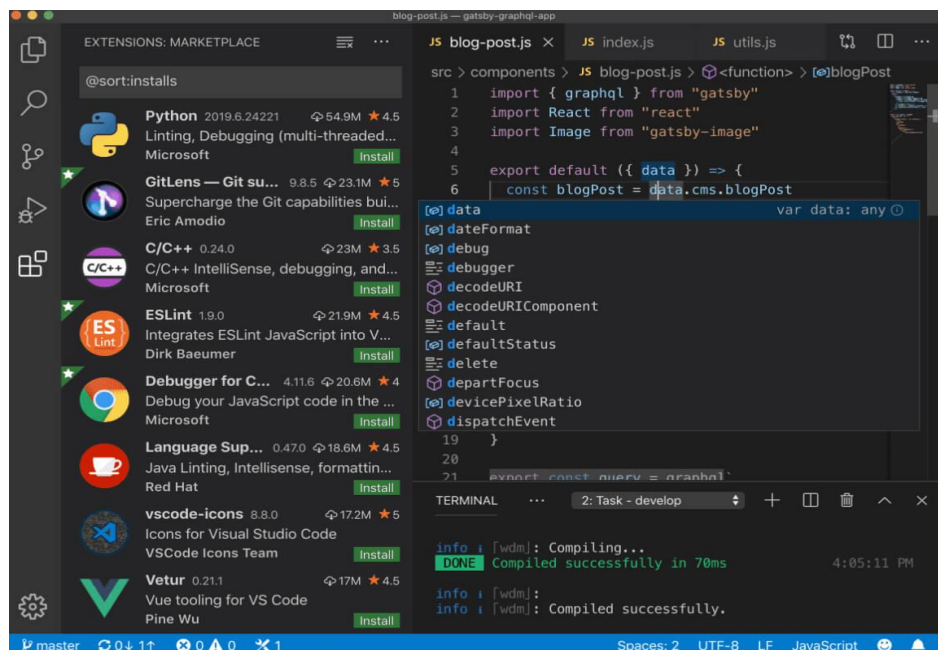 blog-post.js — gatsby-graphql-app
EXTENSIONS: MARKETPLACE
@sort:installs
Python 2019.6.24221 54.9M ★ 4.5
Linting, Debugging (multi-threaded...
Microsoft Install
GitLens — Git su... 9.8.5 23.1M ★ 5
Supercharge the Git capabilities bui...
Eric Amodio Install
C/C++
C/C++ 0.24.0 23M ★ 3.5
C/C++ IntelliSense, debugging, and...
Microsoft Install
ES
Lint
ESLint 1.9.0 21.9M ★ 4.5
Integrates ESLint JavaScript into V...
Dirk Baeumer Install
Debugger for C... 4.11.6 20.6M ★ 4
Debug your JavaScript code in the ...
Microsoft Install
Language Sup... 0.47.0 18.6M ★ 4.5
Java Linting, Intellisense, formattin...
Red Hat Install
vscode-icons 8.8.0 17.2M ★ 5
Icons for Visual Studio Code
VSCode Icons Team Install
Vetur 0.21.1 17M ★ 4.5
Vue tooling for VS Code
Pine Wu Install
JS blog-post.js × JS index.js JS utils.js ...
src > components > JS blog-post.js > <function> > blogPost
1 import { graphql } from "gatsby"
2 import React from "react"
3 import Image from "gatsby-image"
4
5 export default ({ data }) => {
6 const blogPost = data.cms.blogPost
data var data: any
dateFormat
debug
debugger
decodeURI
decodeURIComponent
default
defaultStatus
delete
departFocus
devicePixelRatio
dispatchEvent
19 }
20
21 export const query = graphql`
TERMINAL ... 2: Task - develop
info i ｢wdm｣: Compiling...
DONE Compiled successfully in 70ms 4:05:11 PM
info i ｢wdm｣:
info i ｢wdm｣: Compiled successfully.
master 0↓ 1↑ 0 0 1 Spaces: 2 UTF-8 LF JavaScript